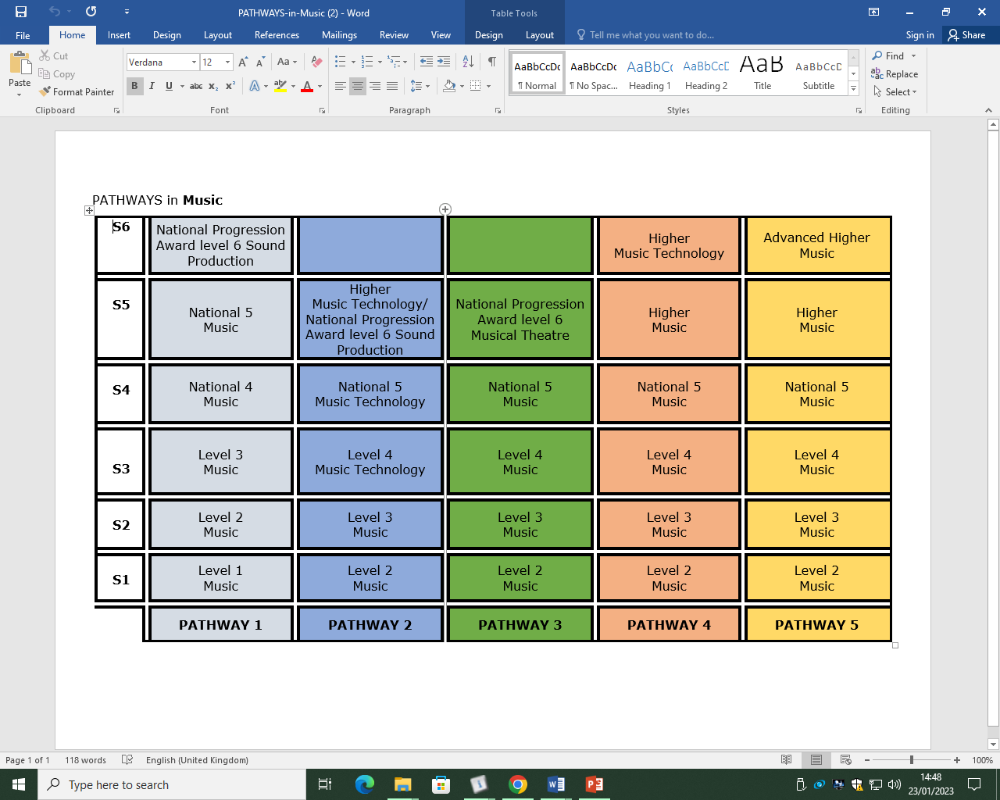 PATHWAYS-in-Music (2) - Word
Table Tools
File Home Insert Design Layout References Mailings Review View Design Layout Tell me what you want to do... Sign in Share
Paste
Cut
Copy
Format Painter
Clipboard
Verdana 12
Aa
B I U abc x₂ x² A A
Font
Paragraph
AaBbCcDc AaBbCcDc AaBbCc AaBbCcD AaB AaBbCcD
¶ Normal ¶ No Spac... Heading 1 Heading 2 Title Subtitle
Styles
Find
Replace
Select
Editing
PATHWAYS in Music
S6
National Progression
Award level 6 Sound
Production
Higher
Music Technology
Advanced Higher
Music
S5
National 5
Music
Higher
Music Technology/
National Progression
Award level 6 Sound
Production
National Progression
Award level 6
Musical Theatre
Higher
Music
Higher
Music
S4
National 4
Music
National 5
Music Technology
National 5
Music
National 5
Music
National 5
Music
S3
Level 3
Music
Level 4
Music Technology
Level 4
Music
Level 4
Music
Level 4
Music
S2
Level 2
Music
Level 3
Music
Level 3
Music
Level 3
Music
Level 3
Music
S1
Level 1
Music
Level 2
Music
Level 2
Music
Level 2
Music
Level 2
Music
PATHWAY 1
PATHWAY 2
PATHWAY 3
PATHWAY 4
PATHWAY 5
Page 1 of 1 118 words English (United Kingdom) 100%
Type here to search
14:48
23/01/2023